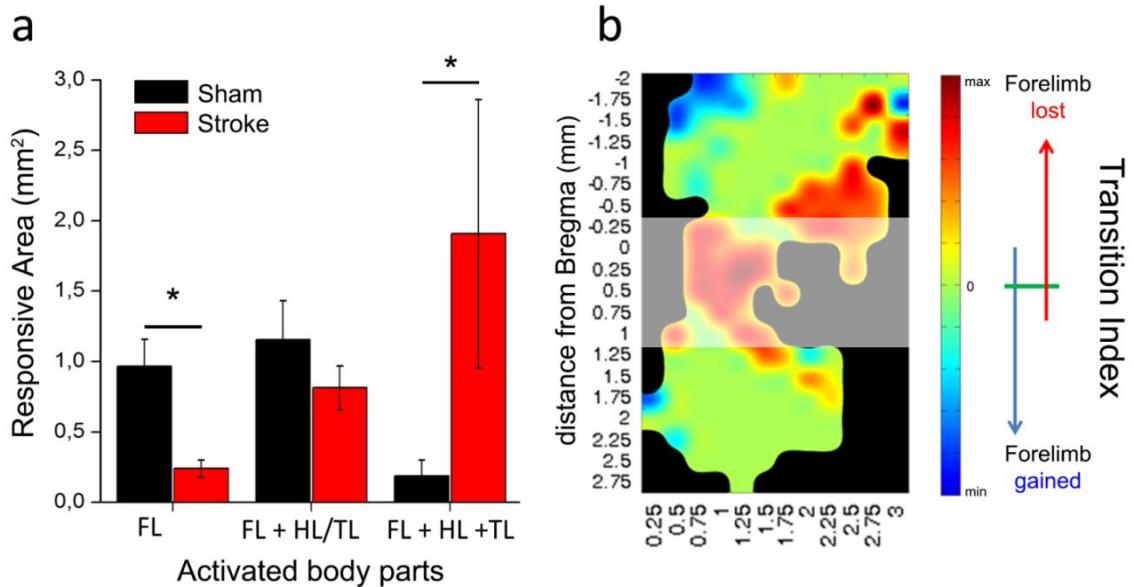 a
3,0
2,5
2,0
1,5
1,0
0,5
0,0
Responsive Area (mm²)
Sham
Stroke
*
*
FL
FL + HL/TL
FL + HL +TL
Activated body parts
b
distance from Bregma (mm)
-2
-1.75
-1.5
-1.25
-1
-0.75
-0.5
-0.25
0
0.25
0.5
0.75
1
1.25
1.5
1.75
2
2.25
2.5
2.75
0.25
0.5
0.75
1
1.25
1.5
1.75
2
2.25
2.5
2.75
3
max
0
min
Forelimb
lost
Forelimb
gained
Transition Index